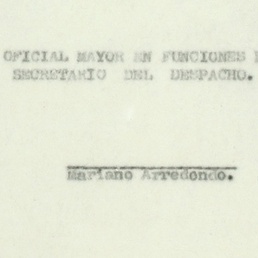 OFICIAL MAYOR EN FUNCIONES
SECRETARIO DEL DESPACHO.
Mariano Arredondo.